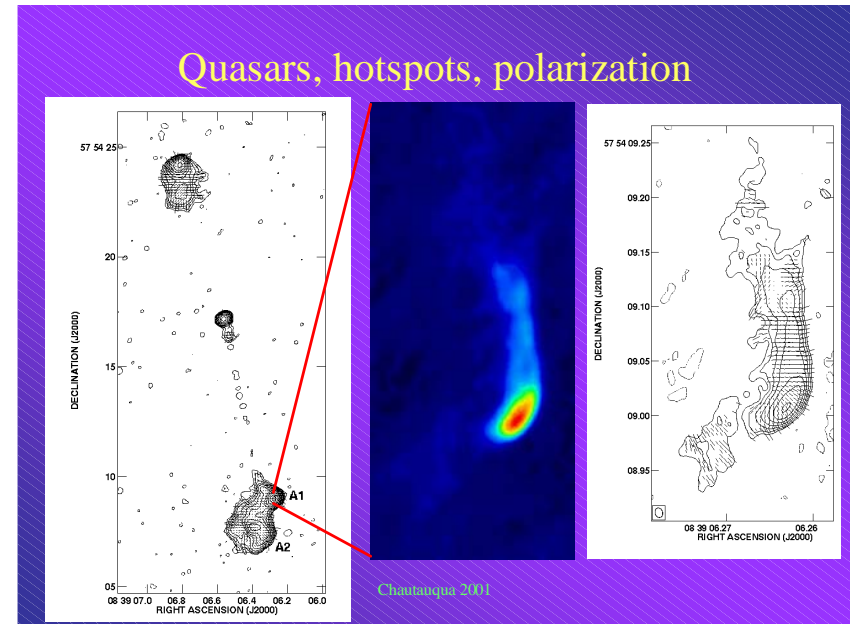 Quasars, hotspots, polarization
57 54 25
20
15
10
05
DECLINATION (J2000)
A1
A2
08 39 07.0 06.8 06.6 06.4 06.2 06.0
RIGHT ASCENSION (J2000)
57 54 09.25
09.20
09.15
09.10
09.05
09.00
08.95
DECLINATION (J2000)
08 39 06.27 06.26
RIGHT ASCENSION (J2000)
Chautauqua 2001